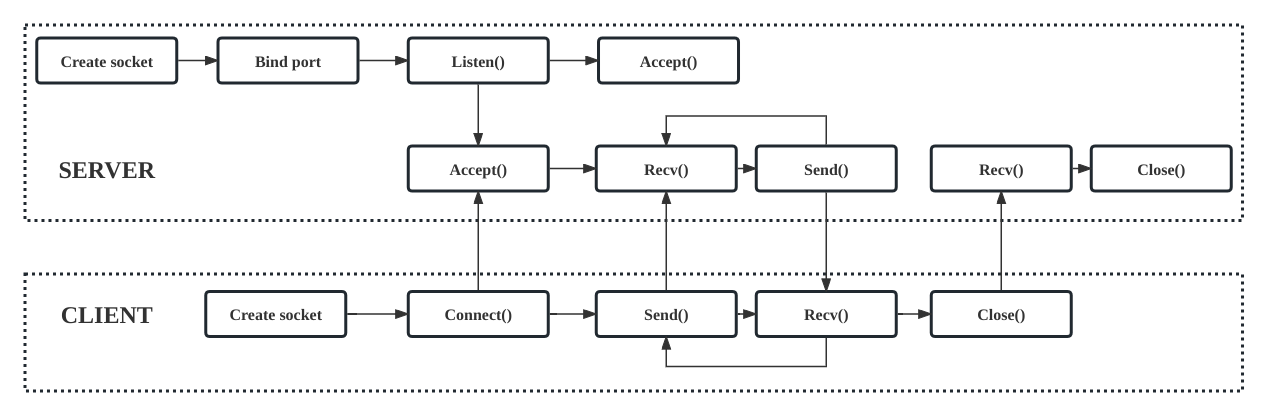 Create socket
Bind port
Listen()
Accept()
SERVER
Accept()
Recv()
Send()
Recv()
Close()
CLIENT
Create socket
Connect()
Send()
Recv()
Close()